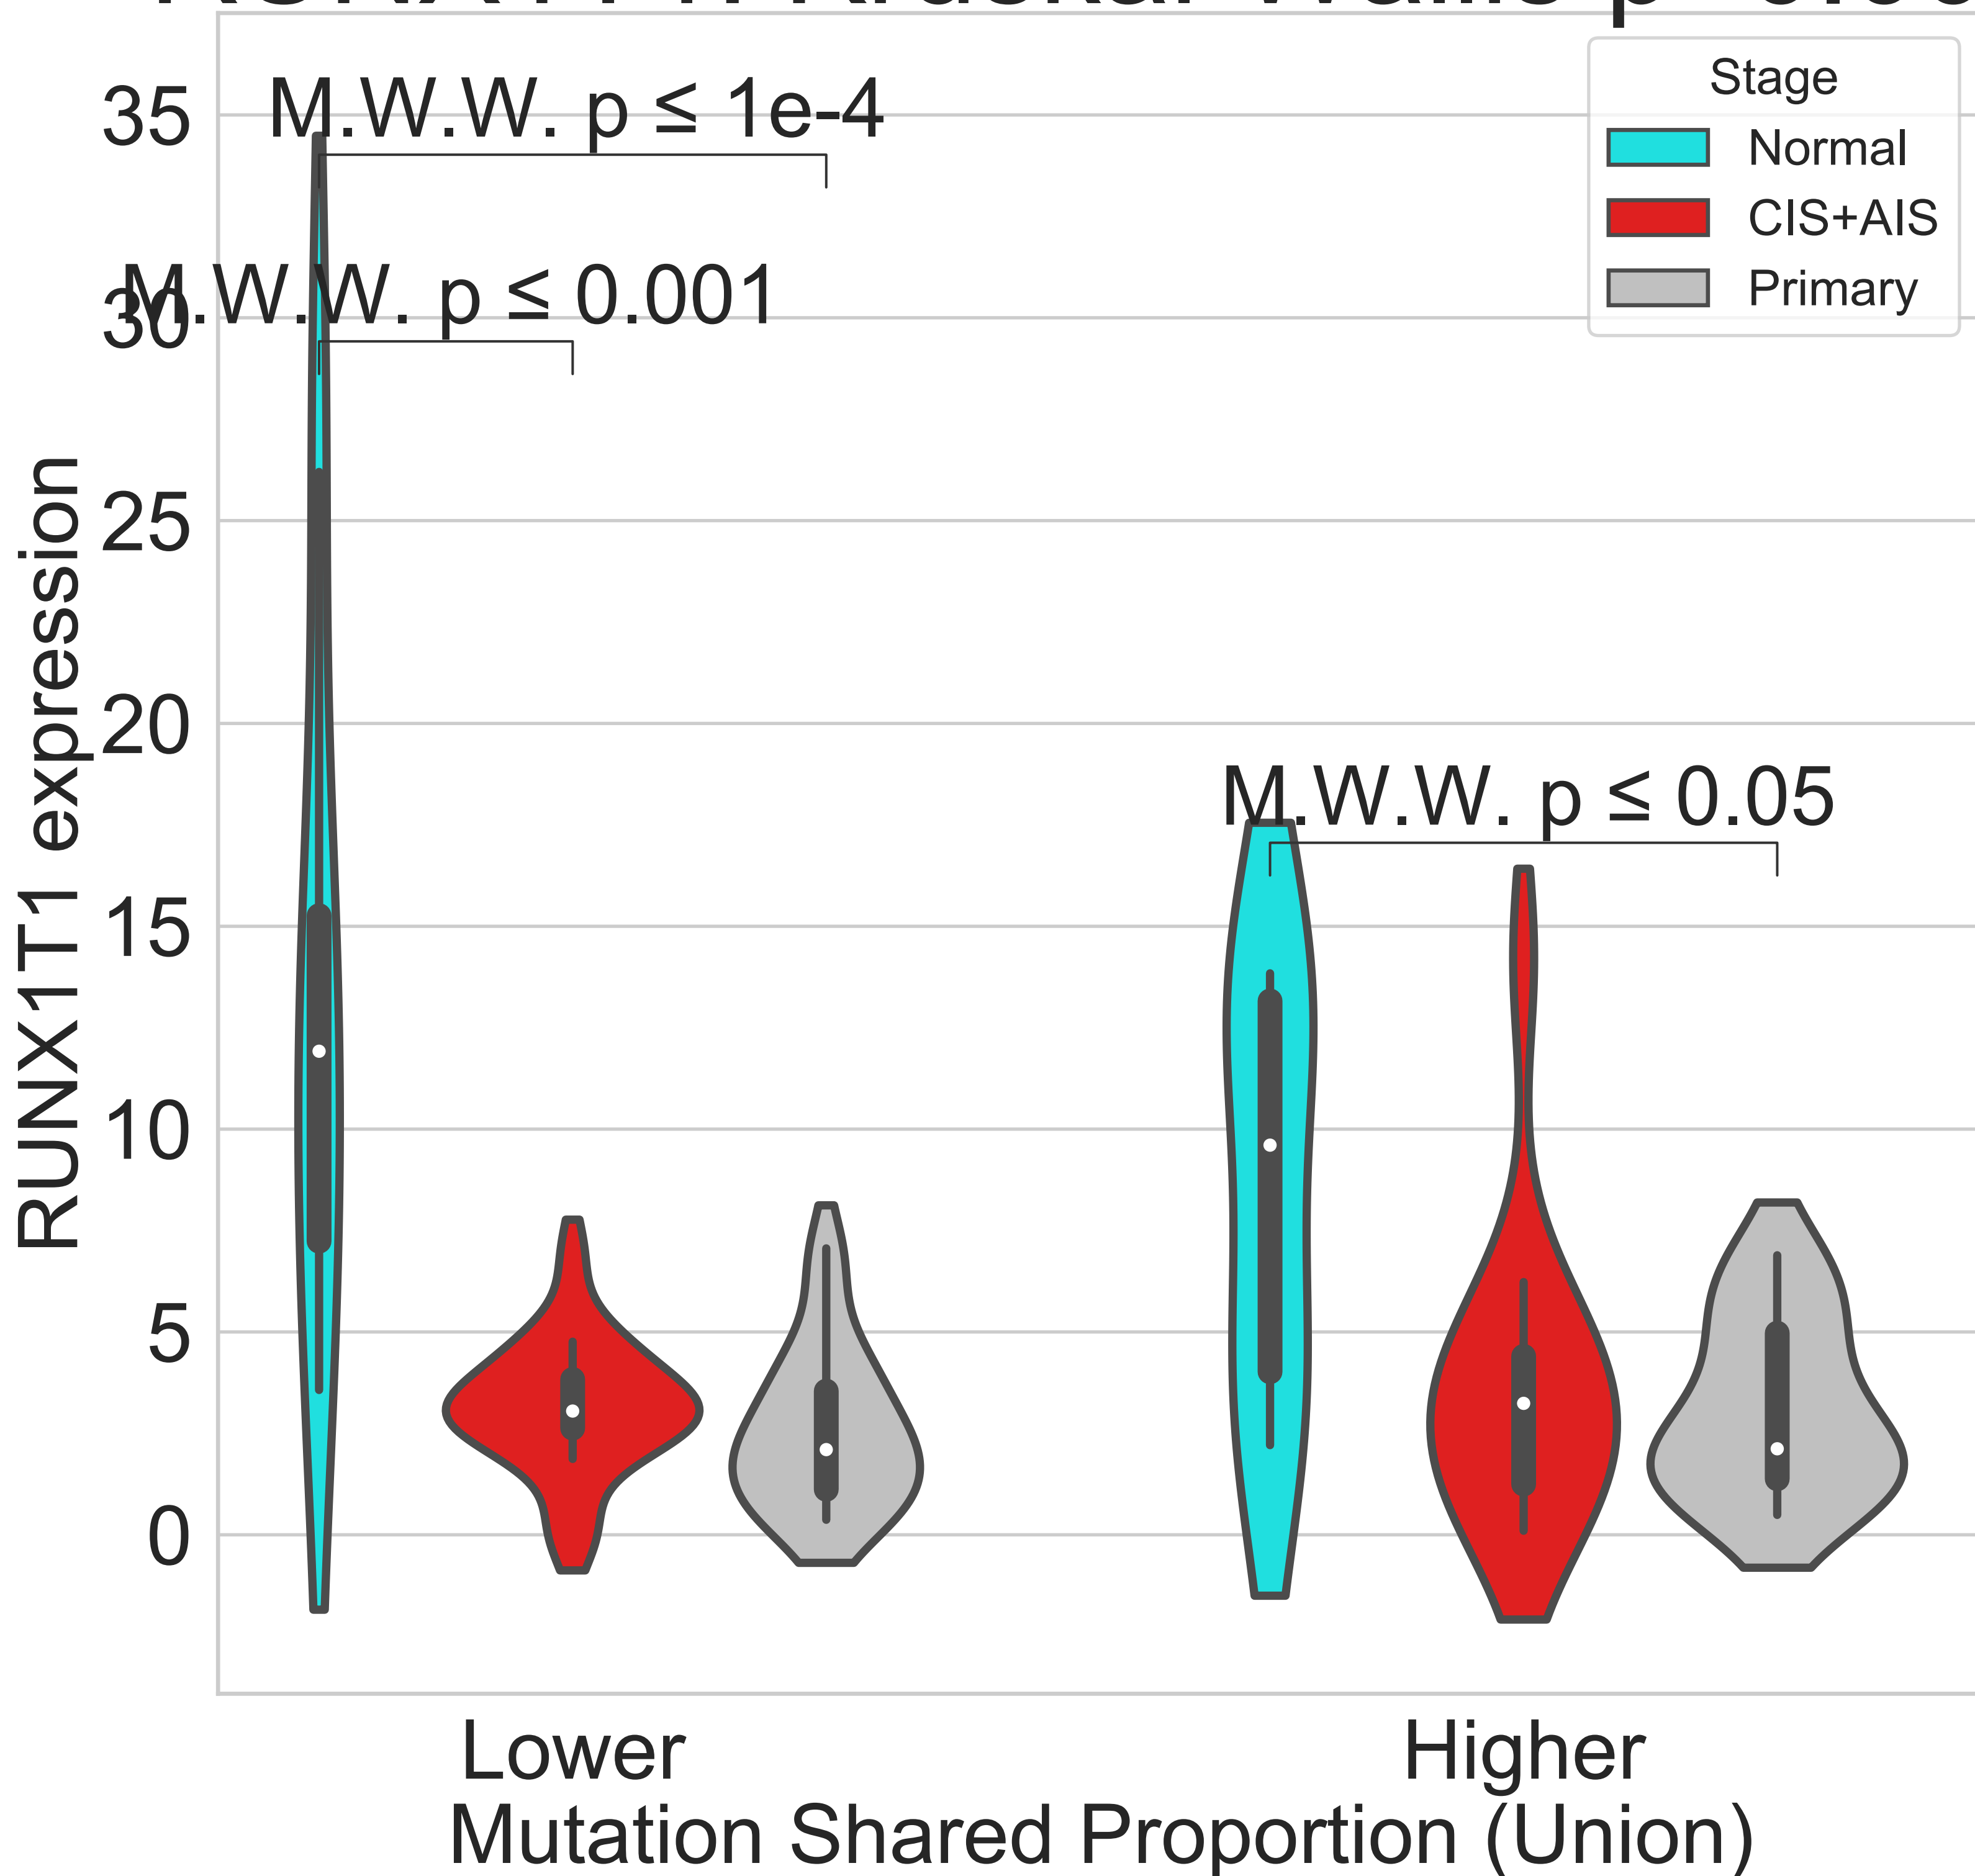 35
30
25
20
15
10
5
0
RUNX1T1 expression
M.W.W. p ≤ 1e-4
M.W.W. p ≤ 0.001
M.W.W. p ≤ 0.05
Stage
Normal
CIS+AIS
Primary
Lower
Higher
Mutation Shared Proportion (Union)